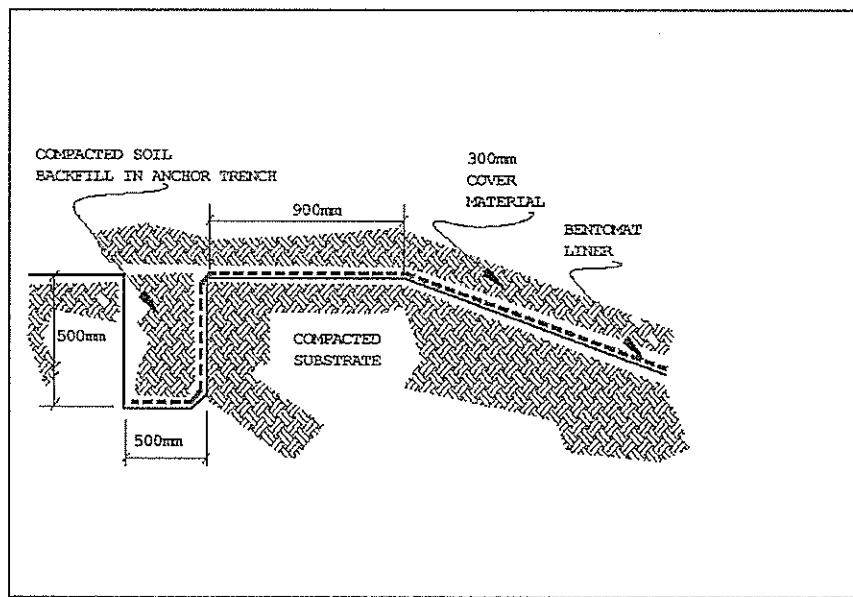 COMPACTED SOIL
BACKFILL IN ANCHOR TRENCH
300mm
COVER
MATERIAL
900mm
BENTOMAT
LINER
500mm
COMPACTED
SUBSTRATE
500mm